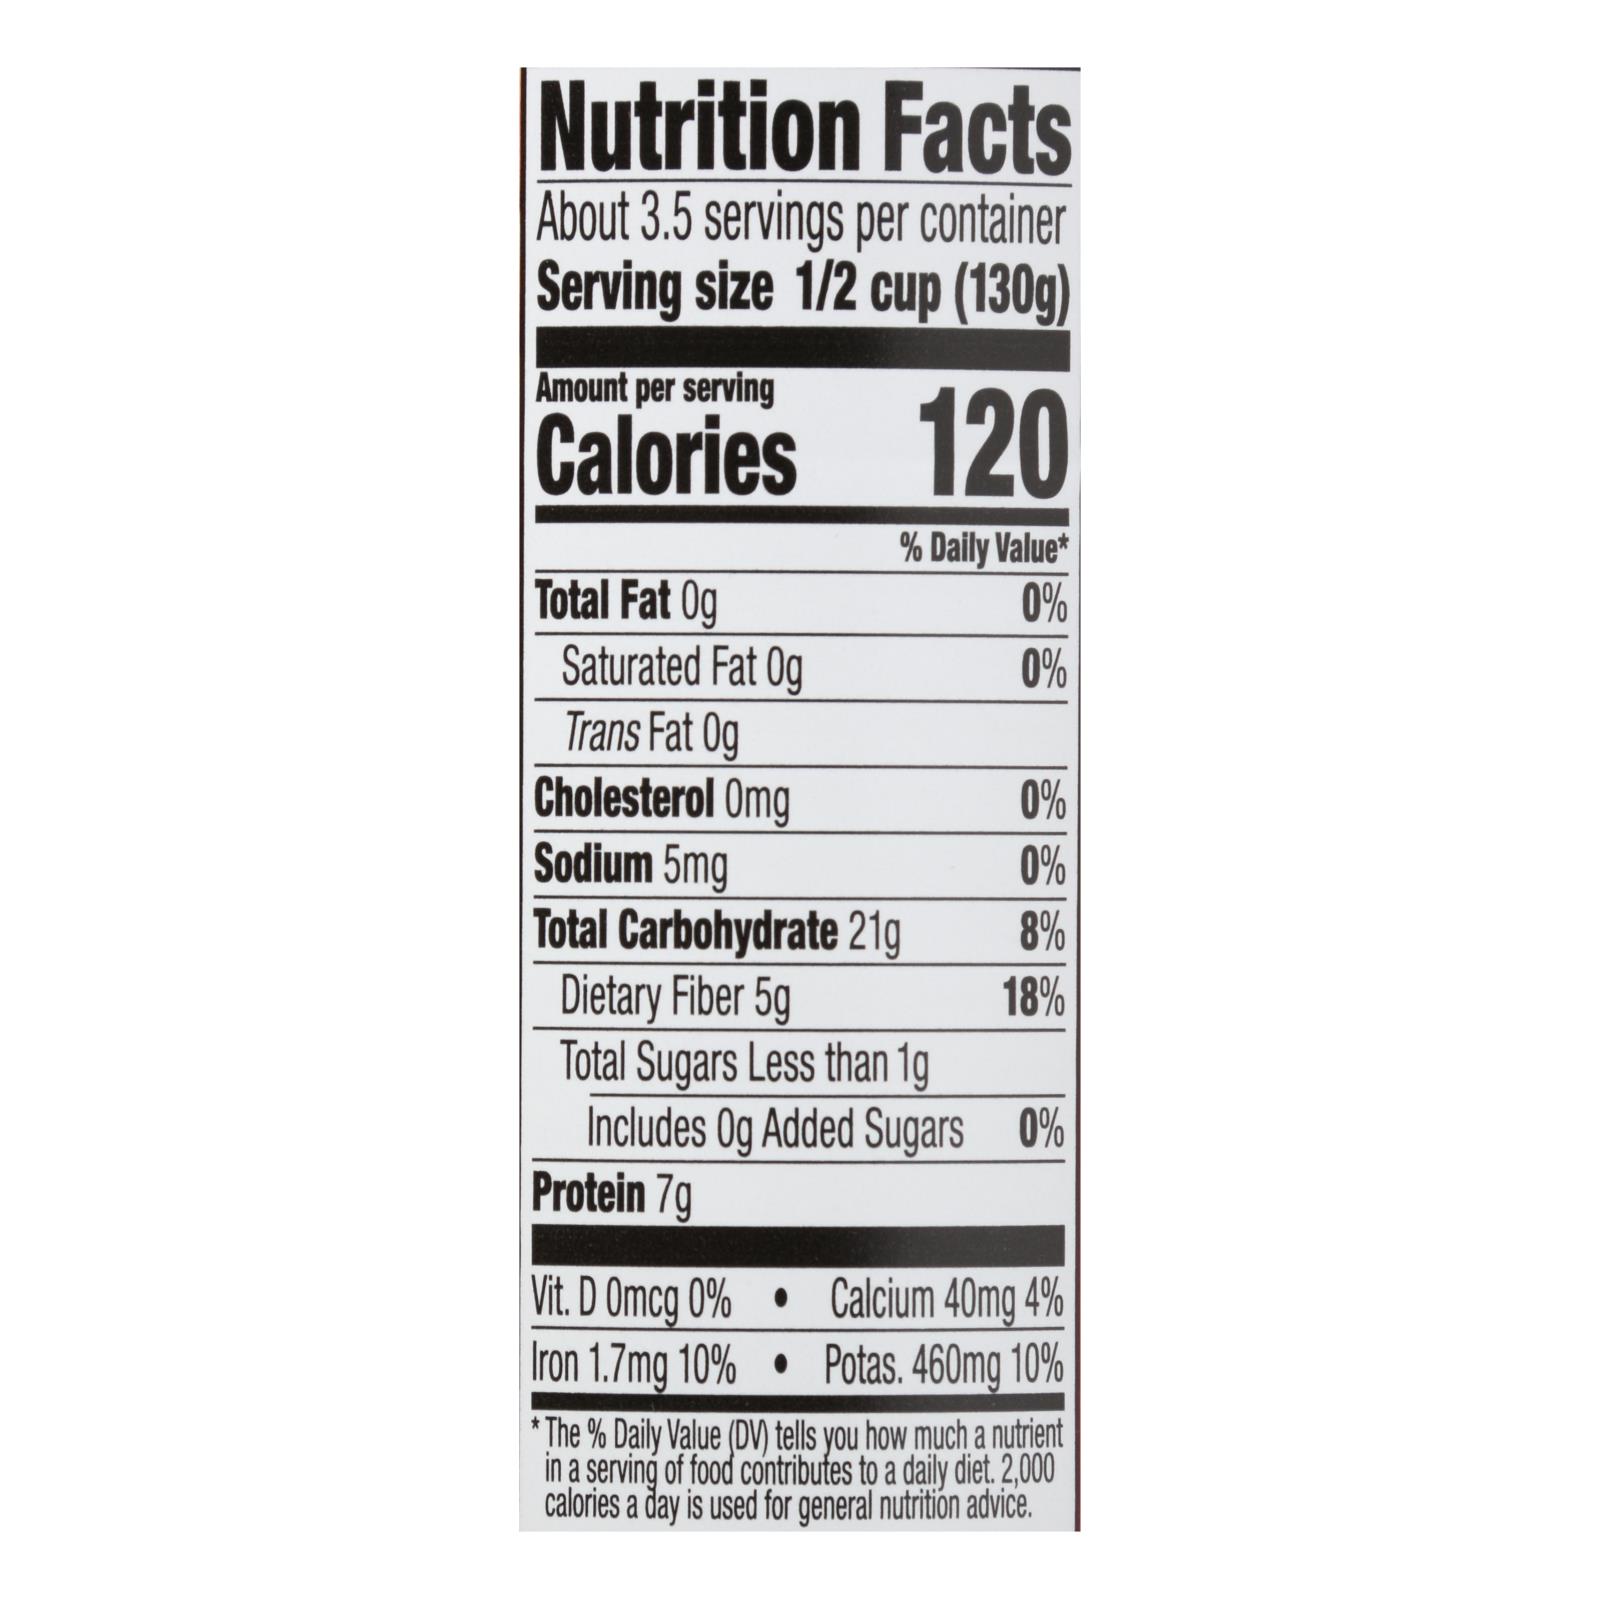 Nutrition Facts
About 3.5 servings per container
Serving size 1/2 cup (130g)
Amount per serving
Calories 120
% Daily Value*
Total Fat 0g 0%
Saturated Fat 0g 0%
Trans Fat 0g
Cholesterol 0mg 0%
Sodium 5mg 0%
Total Carbohydrate 21g 8%
Dietary Fiber 5g 18%
Total Sugars Less than 1g
Includes 0g Added Sugars 0%
Protein 7g
Vit. D 0mcg 0% • Calcium 40mg 4%
Iron 1.7mg 10% • Potas. 460mg 10%
* The % Daily Value (DV) tells you how much a nutrient
in a serving of food contributes to a daily diet. 2,000
calories a day is used for general nutrition advice.